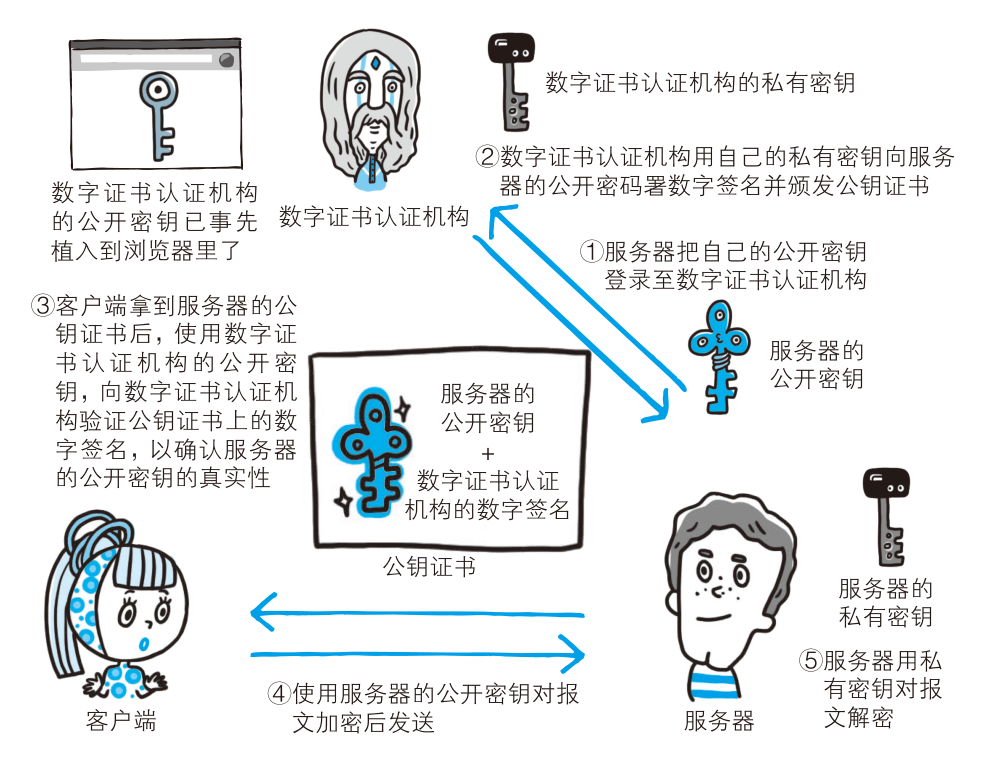 数字证书认证机构的私有密钥
②数字证书认证机构用自己的私有密钥向服务
器的公开密码署数字签名并颁发公钥证书
数字证书认证机构
的公开密钥已事先
植入到浏览器里了
数字证书认证机构
①服务器把自己的公开密钥
登录至数字证书认证机构
服务器的
公开密钥
③客户端拿到服务器的公
钥证书后，使用数字证
书认证机构的公开密
钥，向数字证书认证机
构验证公钥证书上的数
字签名，以确认服务器
的公开密钥的真实性
服务器的
公开密钥
+
数字证书认证
机构的数字签名
公钥证书
服务器的
私有密钥
④使用服务器的公开密钥对报
文加密后发送
⑤服务器用私
有密钥对报
文解密
客户端
服务器